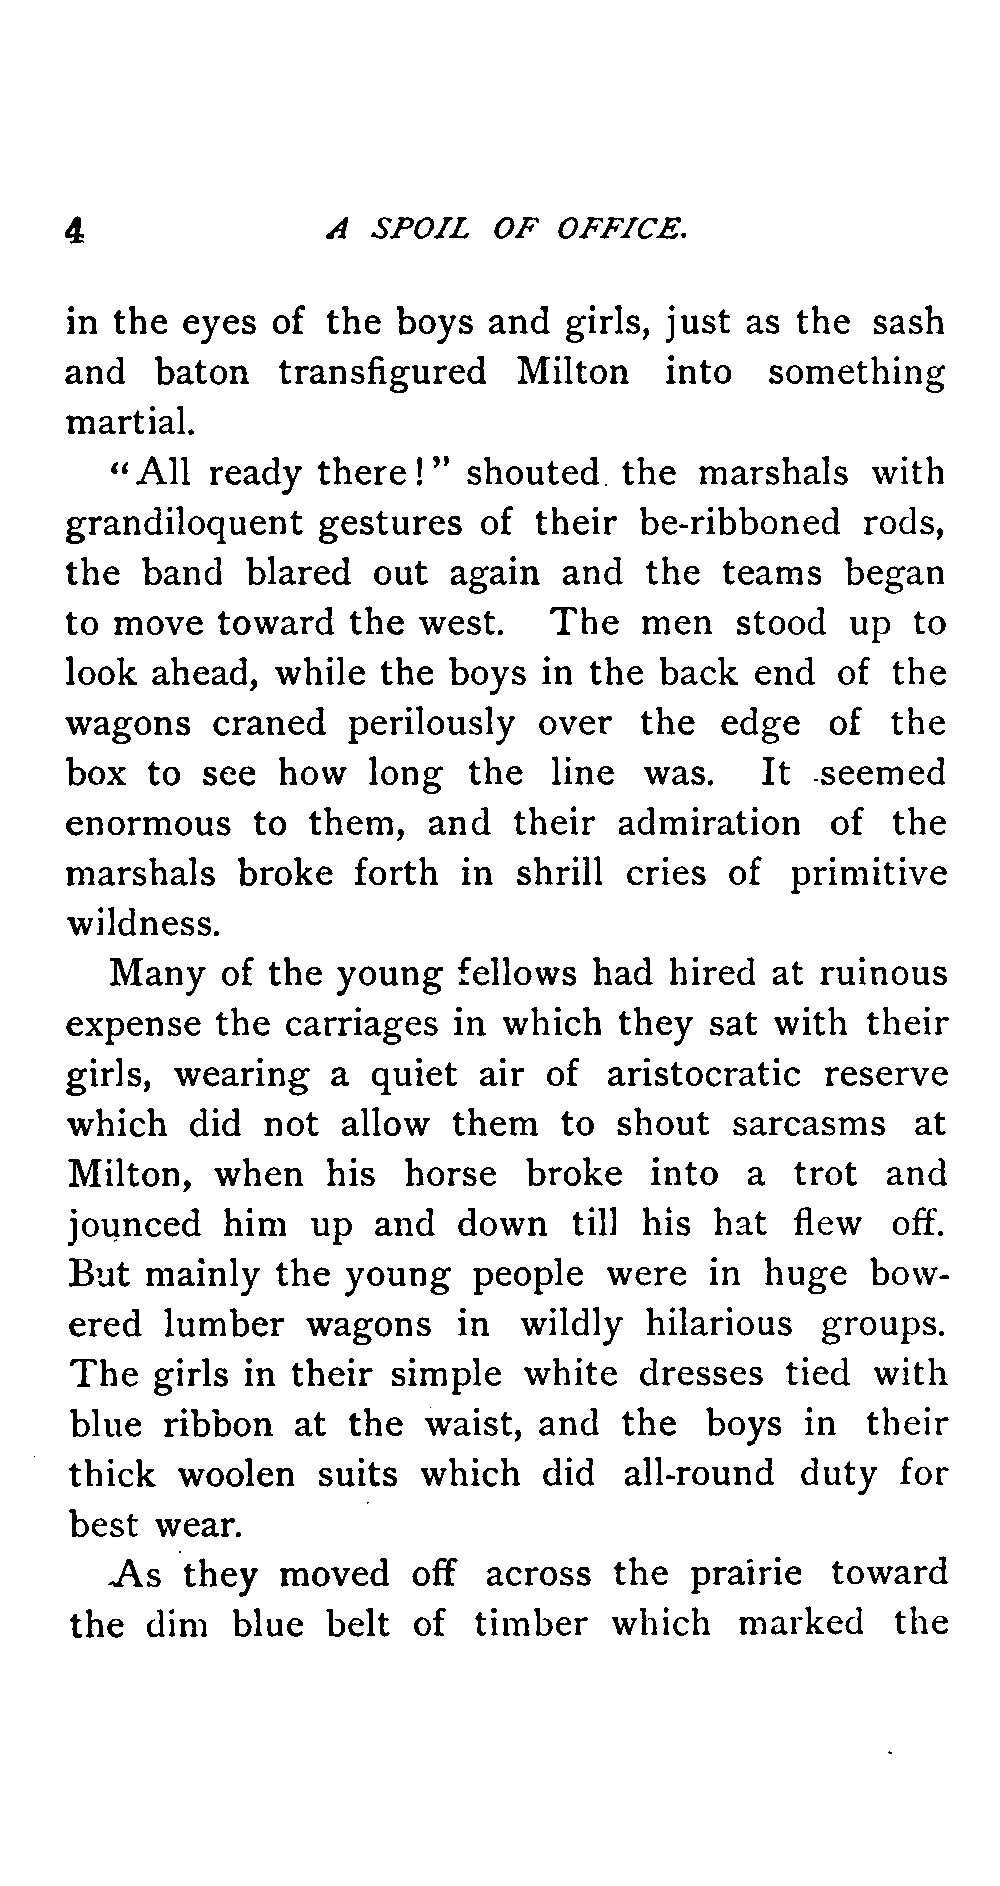 4 A SPOIL OF OFFICE.
in the eyes of the boys and girls, just as the sash
and baton transfigured Milton into something
martial.
“All ready there!” shouted the marshals with
grandiloquent gestures of their be-ribboned rods,
the band blared out again and the teams began
to move toward the west. The men stood up to
look ahead, while the boys in the back end of the
wagons craned perilously over the edge of the
box to see how long the line was. It seemed
enormous to them, and their admiration of the
marshals broke forth in shrill cries of primitive
wildness.
Many of the young fellows had hired at ruinous
expense the carriages in which they sat with their
girls, wearing a quiet air of aristocratic reserve
which did not allow them to shout sarcasms at
Milton, when his horse broke into a trot and
jounced him up and down till his hat flew off.
But mainly the young people were in huge bow-
ered lumber wagons in wildly hilarious groups.
The girls in their simple white dresses tied with
blue ribbon at the waist, and the boys in their
thick woolen suits which did all-round duty for
best wear.
As they moved off across the prairie toward
the dim blue belt of timber which marked the